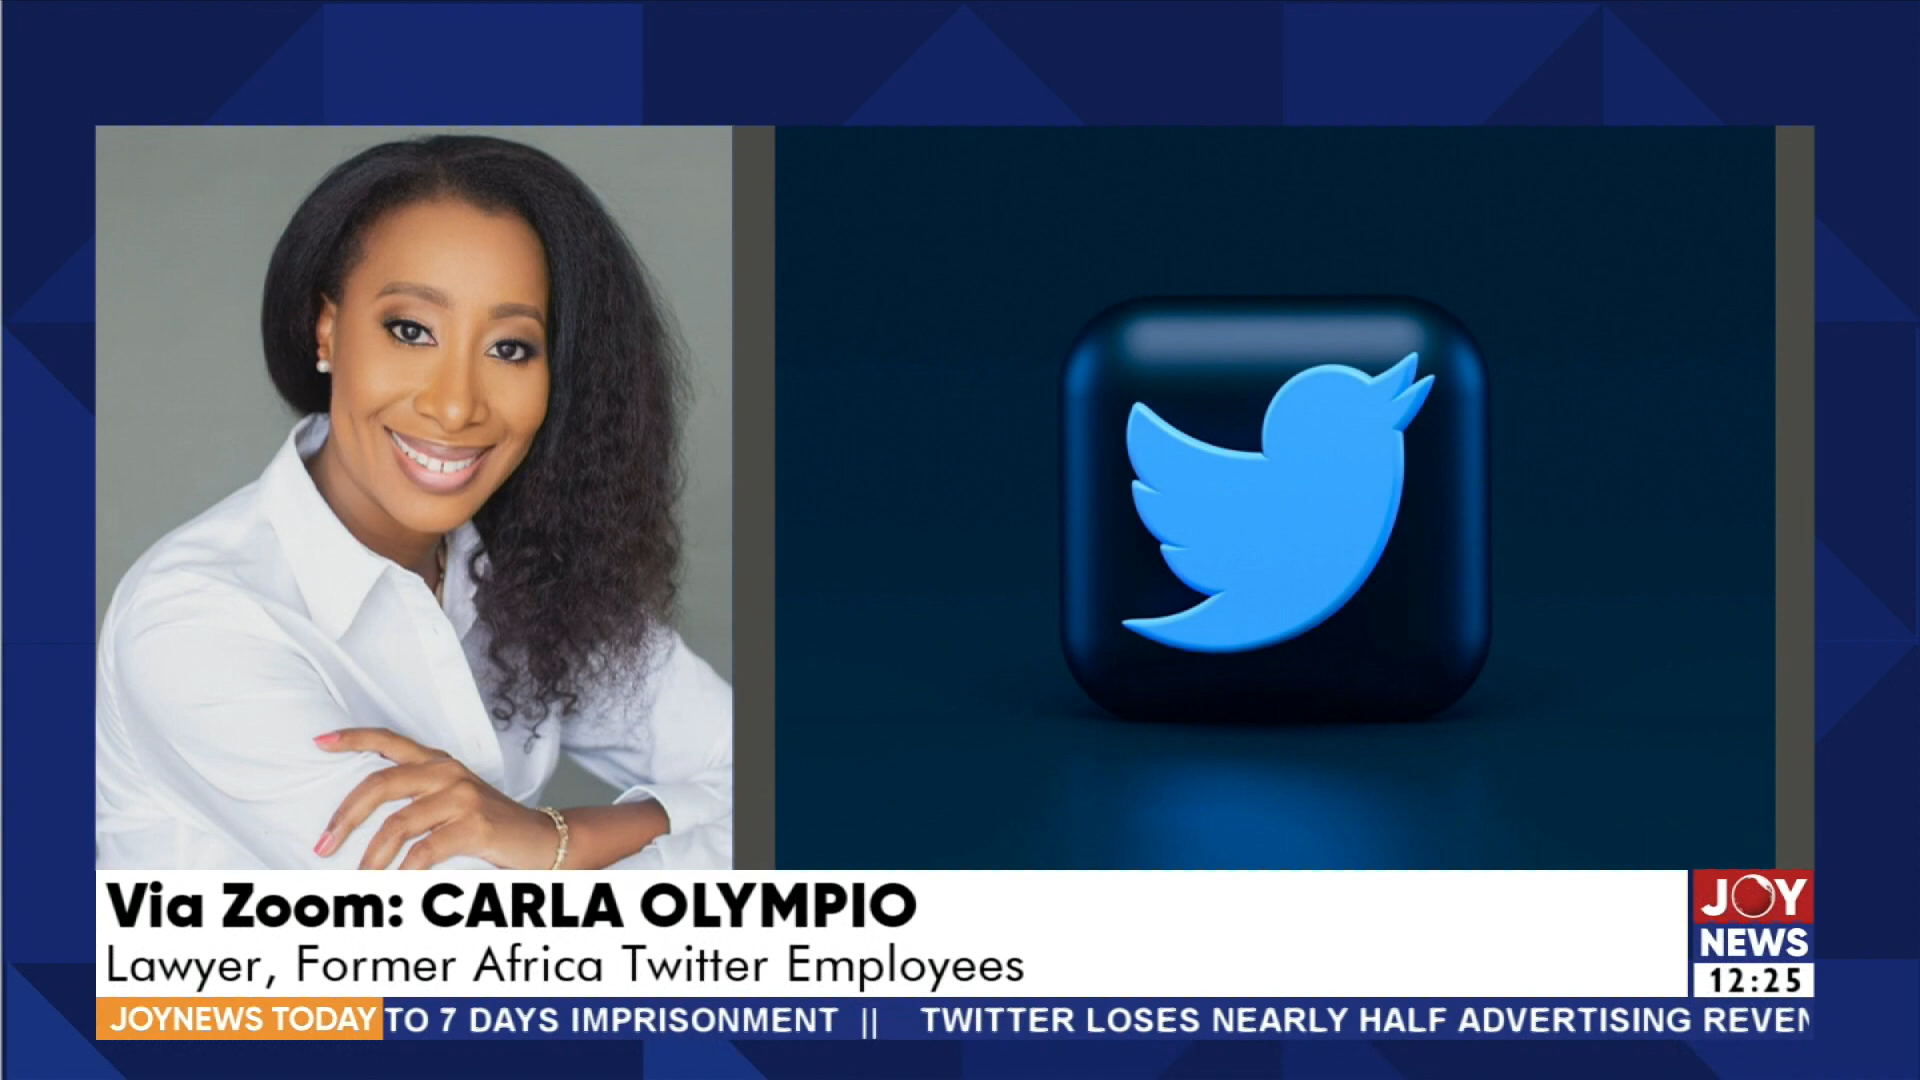 Via Zoom: CARLA OLYMPIO
Lawyer, Former Africa Twitter Employees
JOY
NEWS
12:25
JOYNEWS TODAY
TO 7 DAYS IMPRISONMENT || TWITTER LOSES NEARLY HALF ADVERTISING REVEN